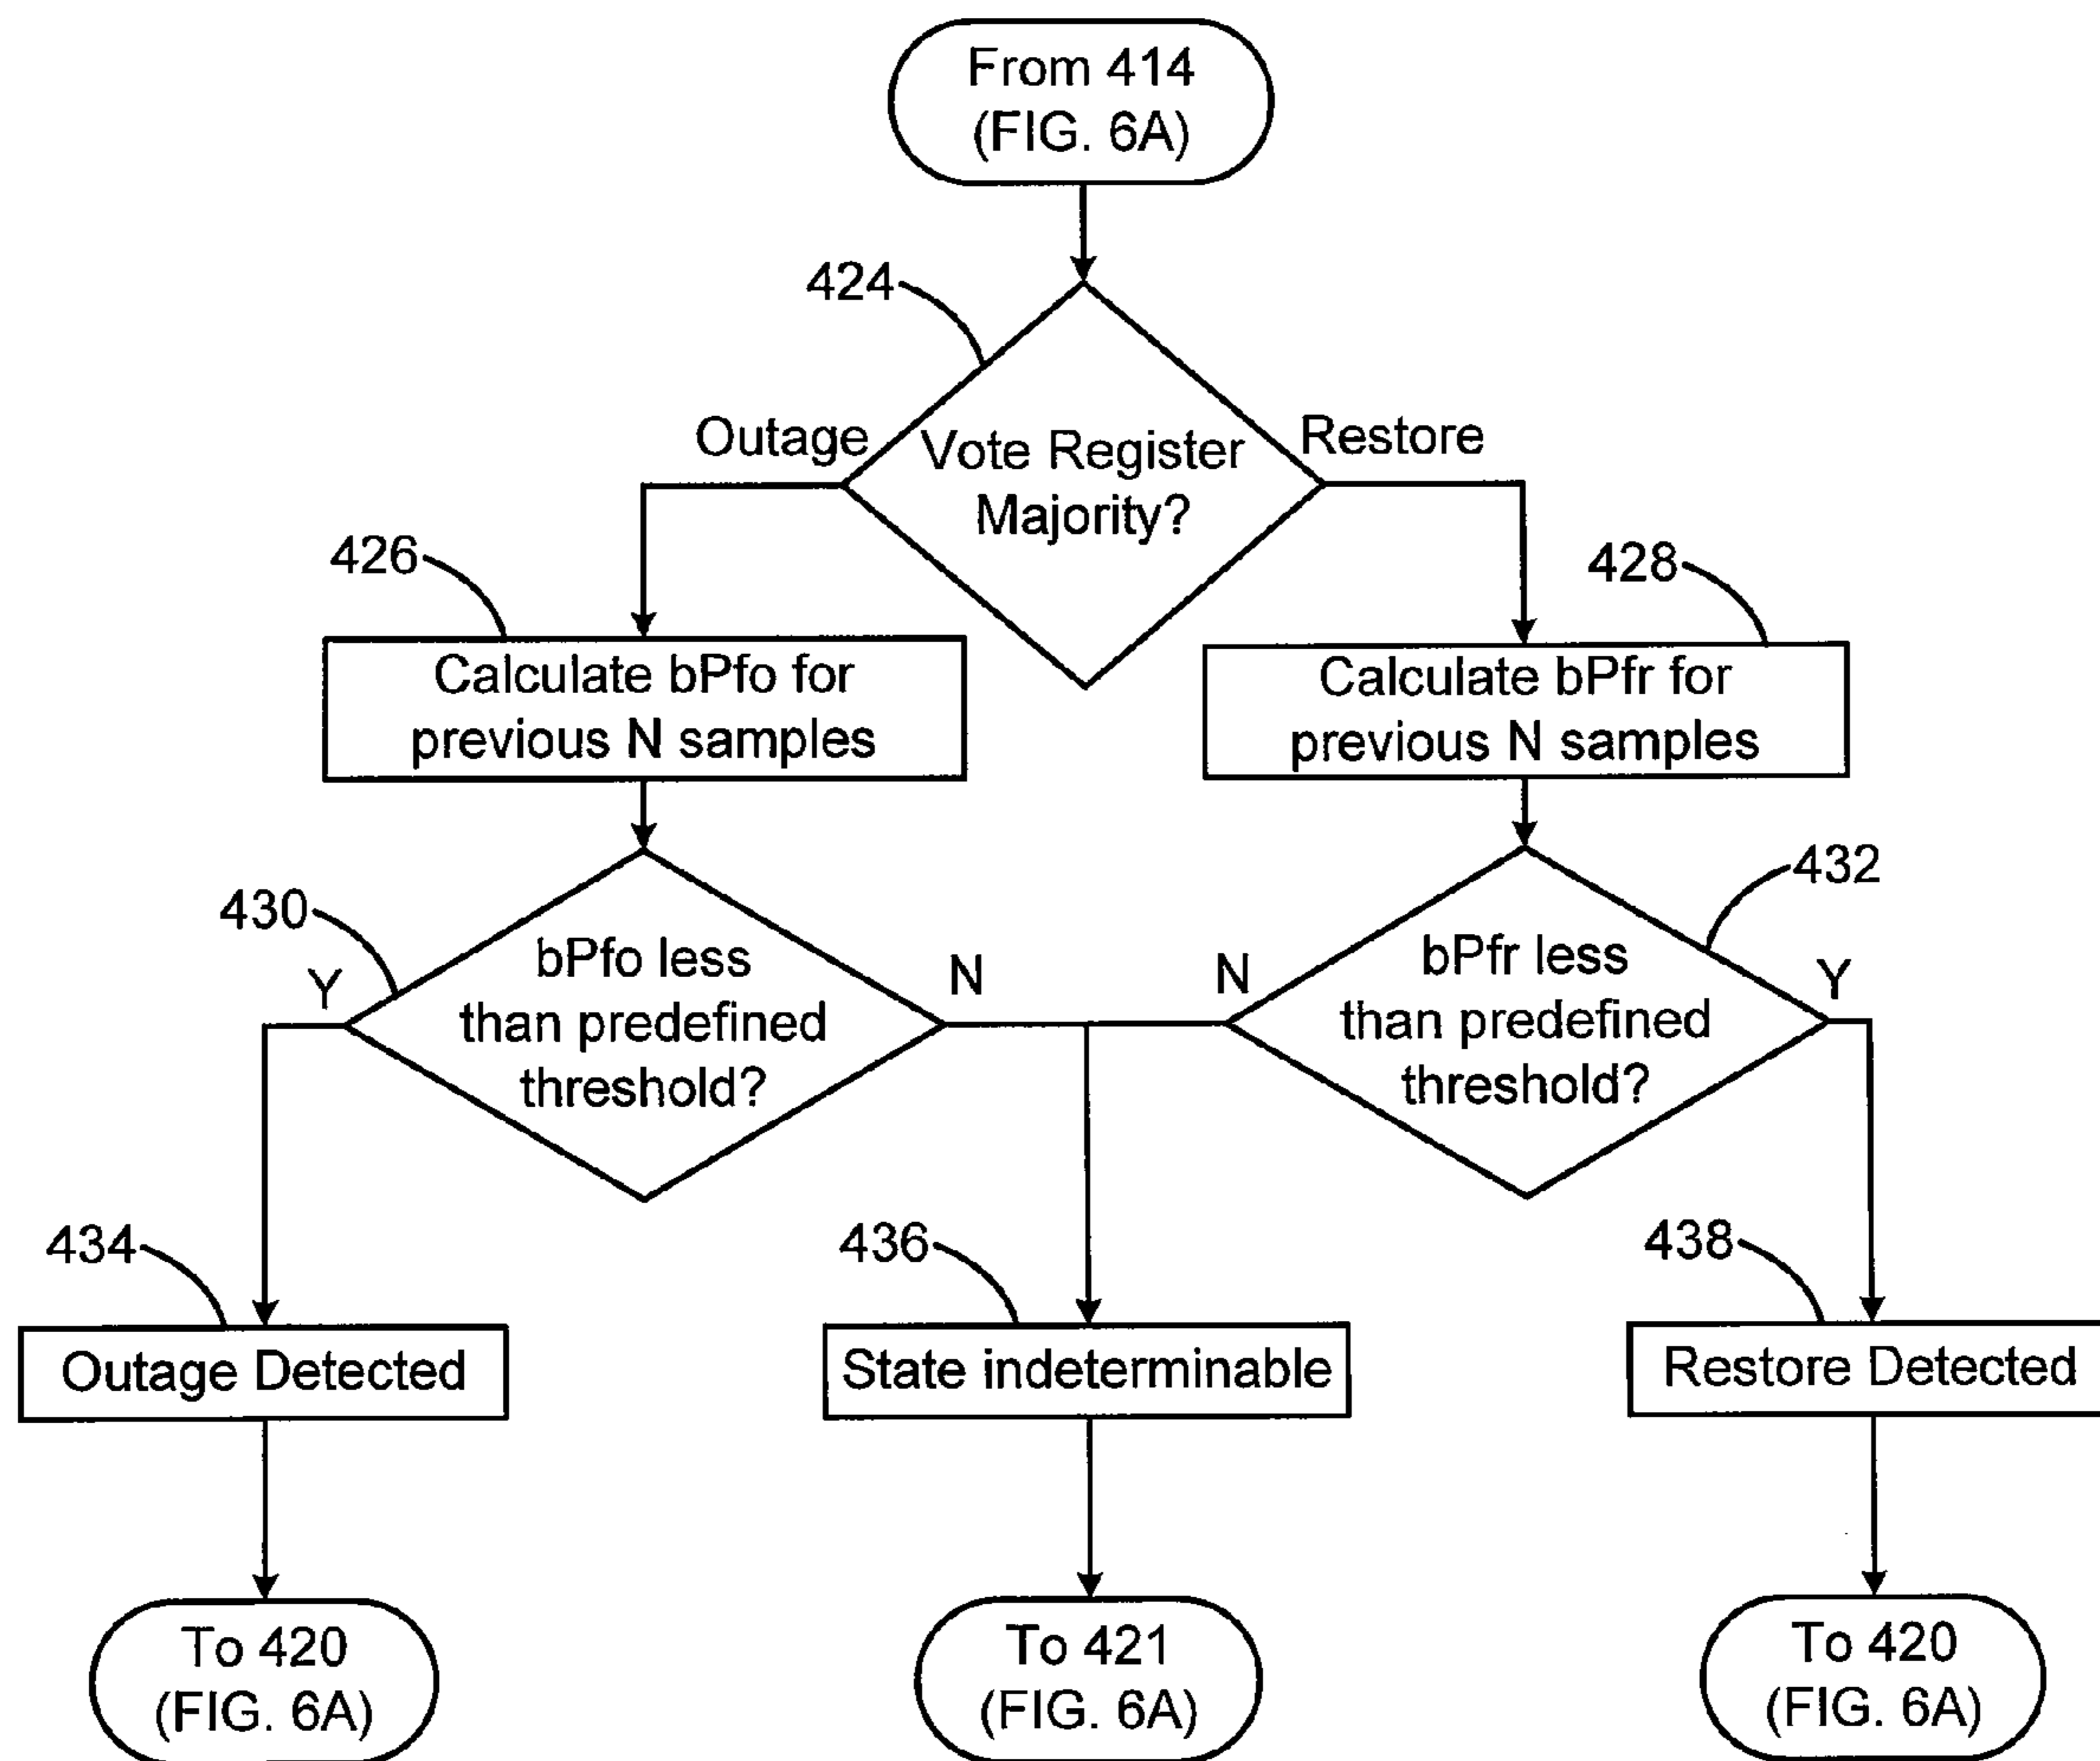 From 414
(FIG. 6A)
424
Outage
Vote Register
Majority?
Restore
426
428
Calculate bPfo for
previous N samples
Calculate bPfr for
previous N samples
430
432
Y
bPfo less
than predefined
threshold?
N
N
bPfr less
than predefined
threshold?
Y
434
436
438
Outage Detected
State indeterminable
Restore Detected
To 420
(FIG. 6A)
To 421
(FIG. 6A)
To 420
(FIG. 6A)